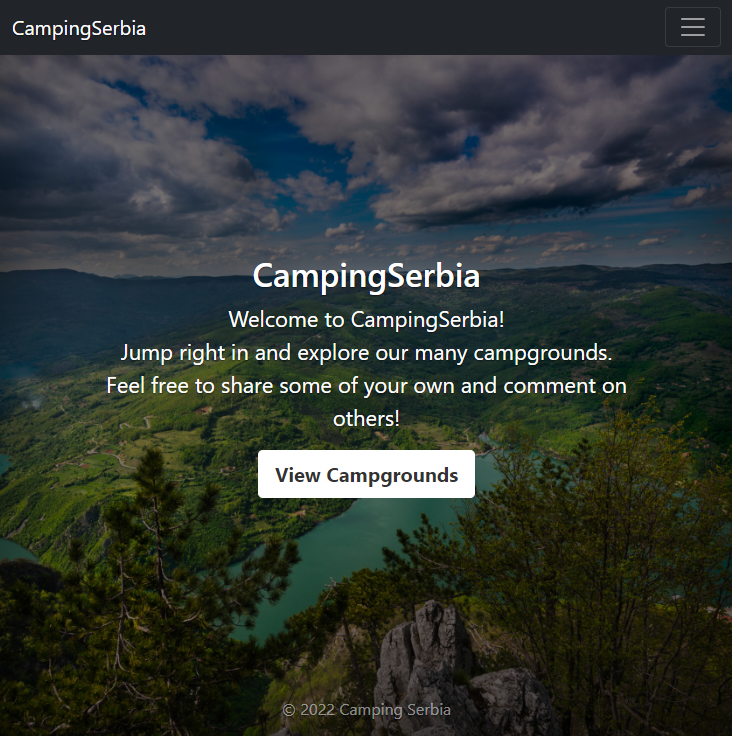 CampingSerbia
CampingSerbia
Welcome to CampingSerbia!
Jump right in and explore our many campgrounds.
Feel free to share some of your own and comment on
others!
View Campgrounds
© 2022 Camping Serbia